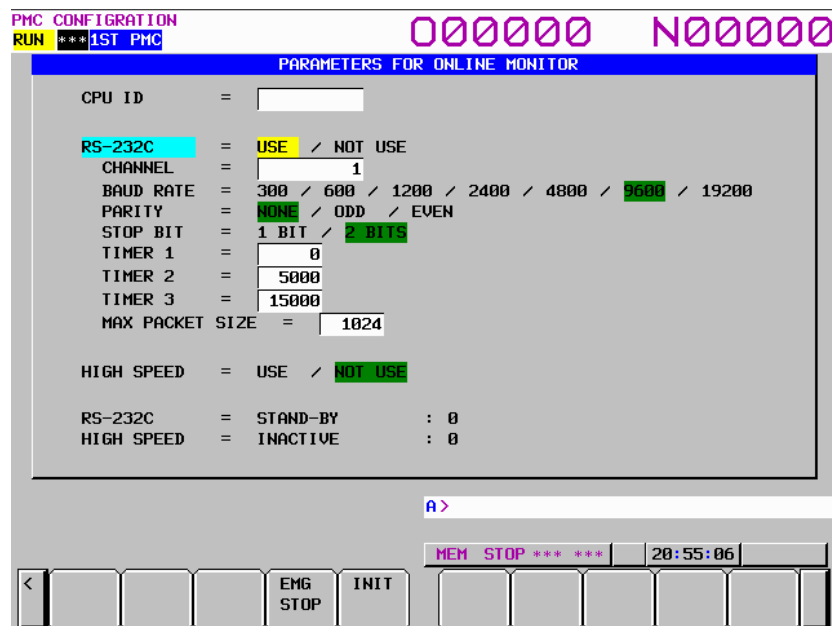 PMC CONFIGRATION
RUN ***1ST PMC O00000 N00000
PARAMETERS FOR ONLINE MONITOR
CPU ID =
RS-232C = USE / NOT USE
CHANNEL = 1
BAUD RATE = 300 / 600 / 1200 / 2400 / 4800 / 9600 / 19200
PARITY = NONE / ODD / EVEN
STOP BIT = 1 BIT / 2 BITS
TIMER 1 = 0
TIMER 2 = 5000
TIMER 3 = 15000
MAX PACKET SIZE = 1024
HIGH SPEED = USE / NOT USE
RS-232C = STAND-BY : 0
HIGH SPEED = INACTIVE : 0
A>
MEM STOP *** *** 20:55:06
< EMG STOP INIT